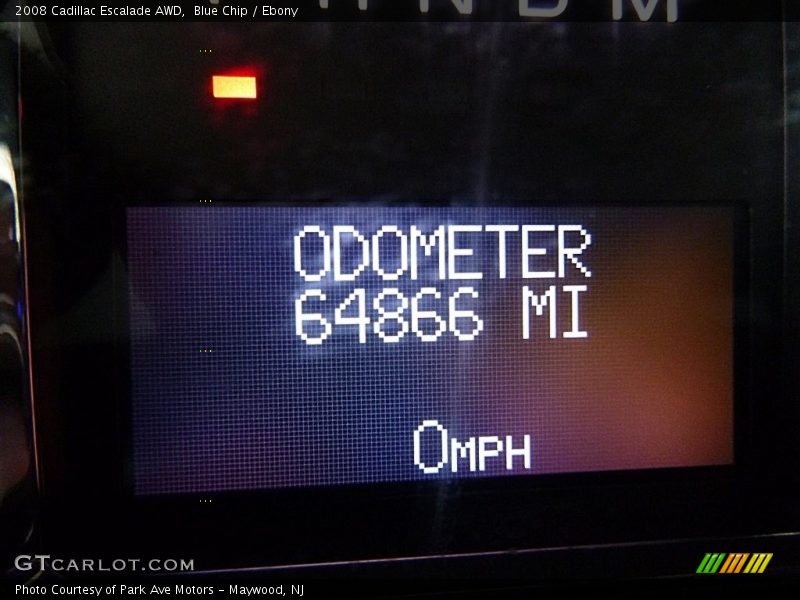 2008 Cadillac Escalade AWD,  Blue Chip / Ebony
N D M
ODOMETER
64866 MI
0MPH
GTCARLOT.COM
Photo Courtesy of Park Ave Motors – Maywood, NJ